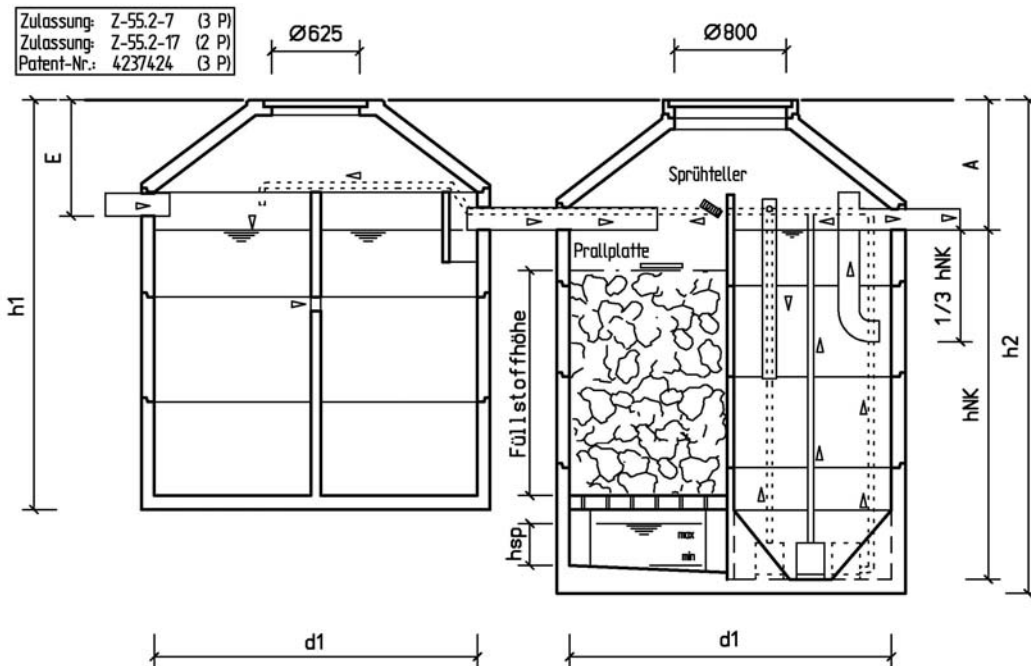 Zulassung: Z-55.2-7 (3 P)
Zulassung: Z-55.2-17 (2 P)
Patent-Nr.: 4237424 (3 P)
Ø625
Ø800
E
A
Sprühteller
Prallplatte
h1
Füllstoffhöhe
1/3 hNK
h2
hNK
hsp
max
min
d1
d1